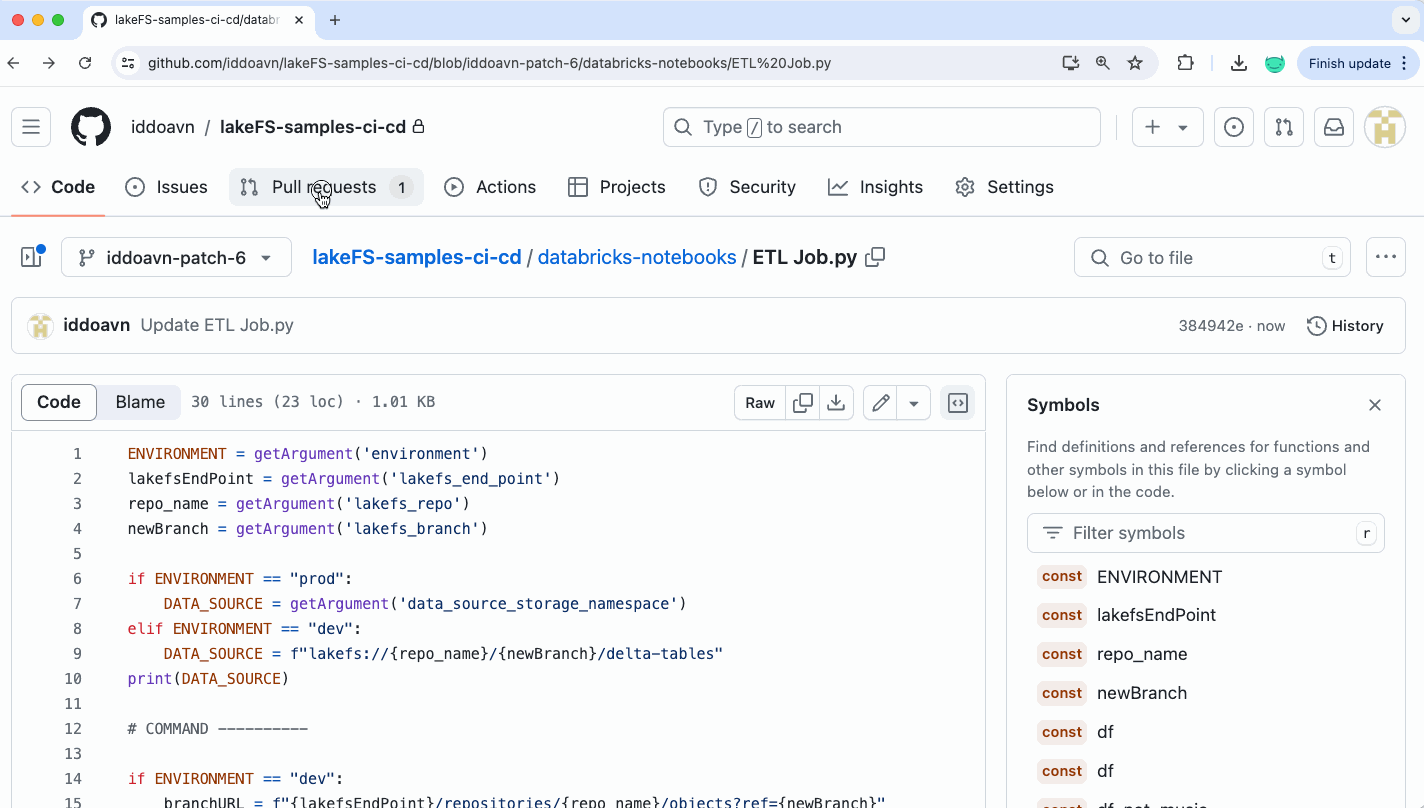 lakeFS-samples-ci-cd/datab
github.com/iddoavn/lakeFS-samples-ci-cd/blob/iddoavn-patch-6/databricks-notebooks/ETL%20Job.py
Finish update
iddoavn / lakeFS-samples-ci-cd
Type / to search
Code
Issues
Pull requests 1
Actions
Projects
Security
Insights
Settings
iddoavn-patch-6
lakeFS-samples-ci-cd / databricks-notebooks / ETL Job.py
Go to file t
iddoavn Update ETL Job.py
384942e · now
History
Code Blame 30 lines (23 loc) · 1.01 KB
Raw
1 ENVIRONMENT = getArgument('environment')
2 lakefsEndPoint = getArgument('lakefs_end_point')
3 repo_name = getArgument('lakefs_repo')
4 newBranch = getArgument('lakefs_branch')
5
6 if ENVIRONMENT == "prod":
7 DATA_SOURCE = getArgument('data_source_storage_namespace')
8 elif ENVIRONMENT == "dev":
9 DATA_SOURCE = f"lakefs://{repo_name}/{newBranch}/delta-tables"
10 print(DATA_SOURCE)
11
12 # COMMAND ----------
13
14 if ENVIRONMENT == "dev":
15 branchURL = f"{lakefsEndPoint}/repositories/{repo_name}/objects?ref={newBranch}"
Symbols
Find definitions and references for functions and
other symbols in this file by clicking a symbol
below or in the code.
Filter symbols r
const ENVIRONMENT
const lakefsEndPoint
const repo_name
const newBranch
const df
const df
const df_not_music